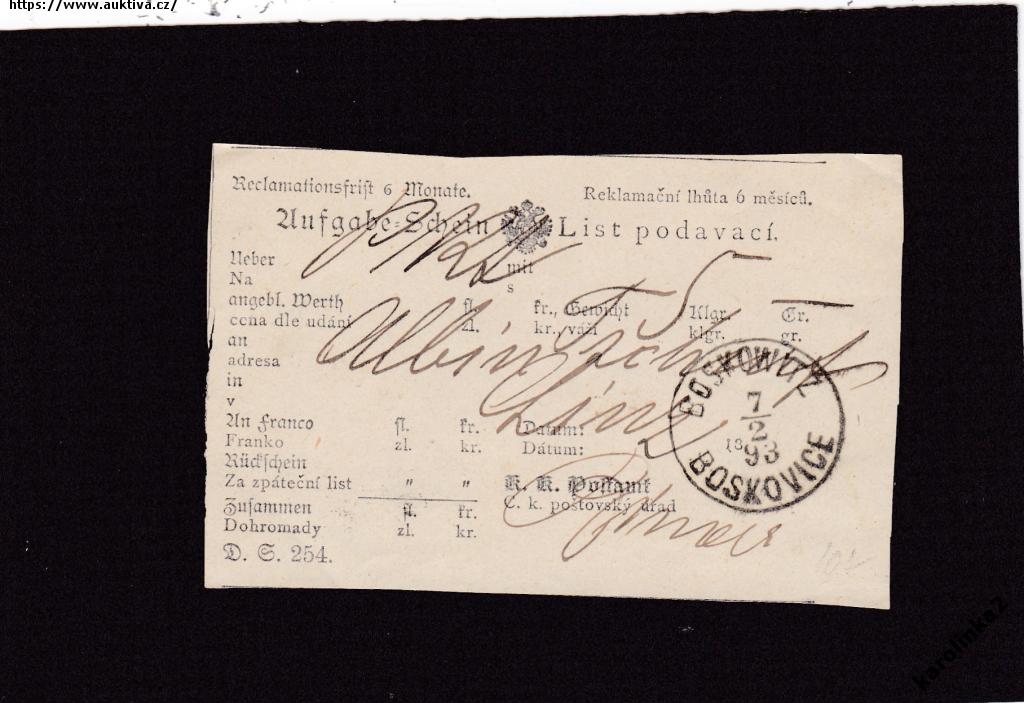 https://www.auktiva.cz/
Reclamationsfrist 6 Monate.
Reklamační lhůta 6 měsíců.
Aufgabe-Schein
List podavací.
Ueber
mit
Na
s
angebl. Werth fl. kr., Gewicht Klgr. Gr.
cena dle udání zl. kr., váží klgr. gr.
5
an
adresa
Albin
in
v
Linz
BOSKOWITZ
7/2
1893
BOSKOVICE
An Franco fl. kr. Datum:
Franko zl. kr. Dátum:
Rückschein
Za zpáteční list " "
K. K. Postamt
C. k. poštovský úřad
Zusammen fl. kr.
Dohromady zl. kr.
D. S. 254.
karolinka2